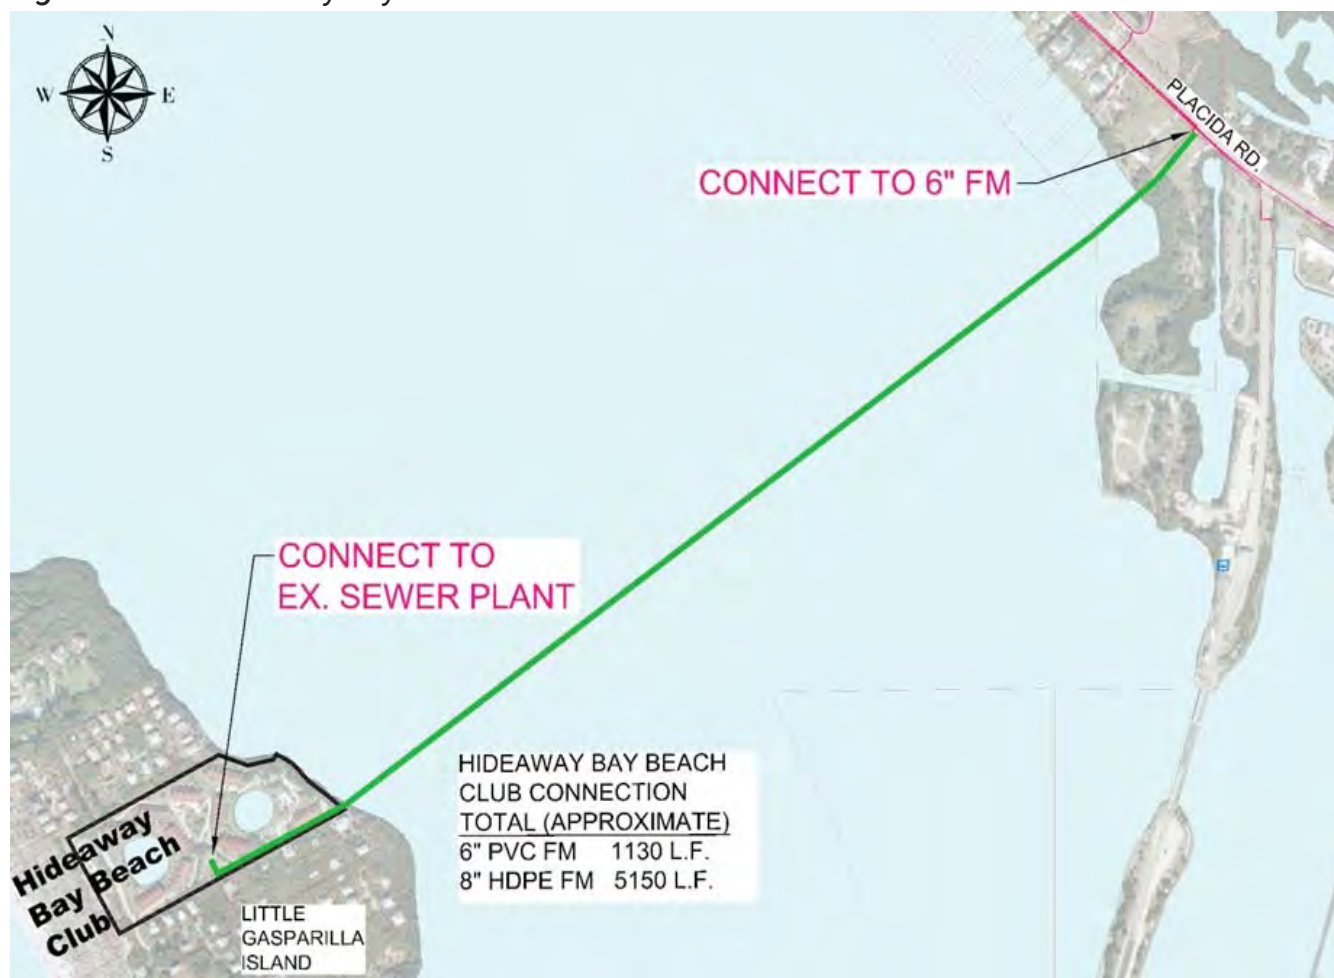 N
W E
S
PLACIDA RD.
CONNECT TO 6" FM
CONNECT TO
EX. SEWER PLANT
HIDEAWAY BAY BEACH
CLUB CONNECTION
TOTAL (APPROXIMATE)
6" PVC FM 1130 L.F.
8" HDPE FM 5150 L.F.
Hideaway
Bay Beach
Club
LITTLE
GASPARILLA
ISLAND